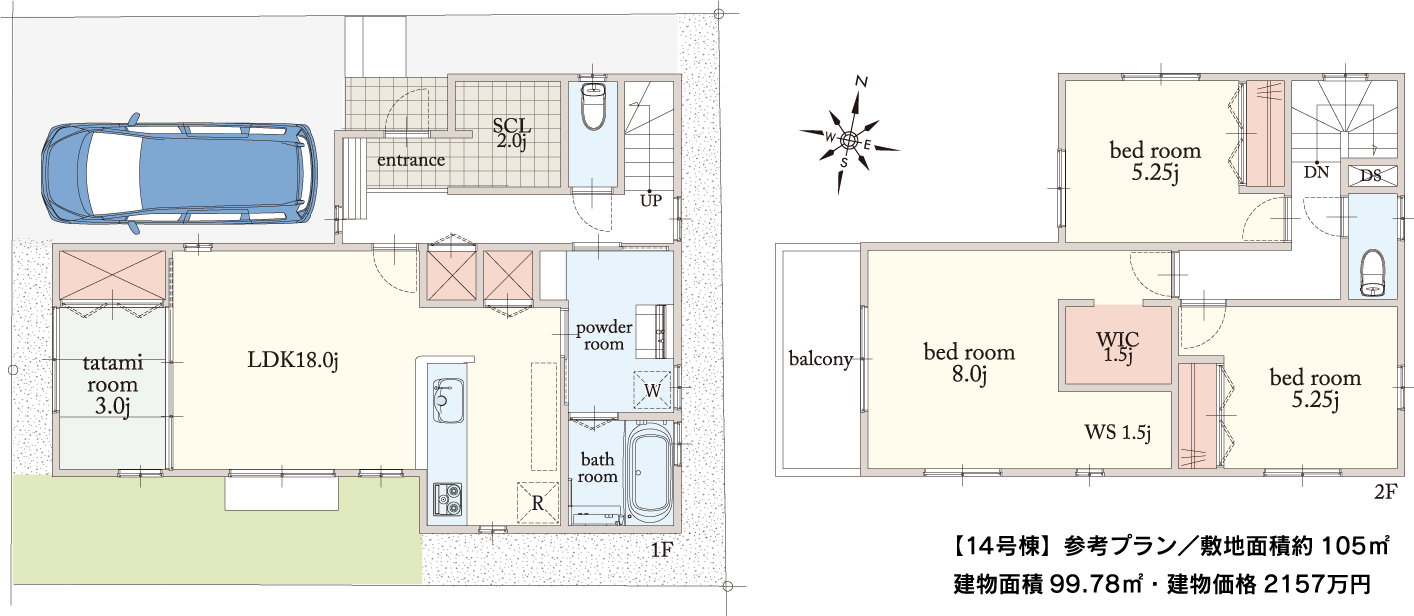 SCL
2.0j
entrance
UP
tatami
room
3.0j
LDK18.0j
powder
room
W
bath
room
R
1F
N
W
E
S
bed room
5.25j
DN
DS
balcony
bed room
8.0j
WIC
1.5j
WS 1.5j
bed room
5.25j
2F
【14号棟】参考プラン／敷地面積約 105㎡
建物面積 99.78㎡・建物価格 2157万円